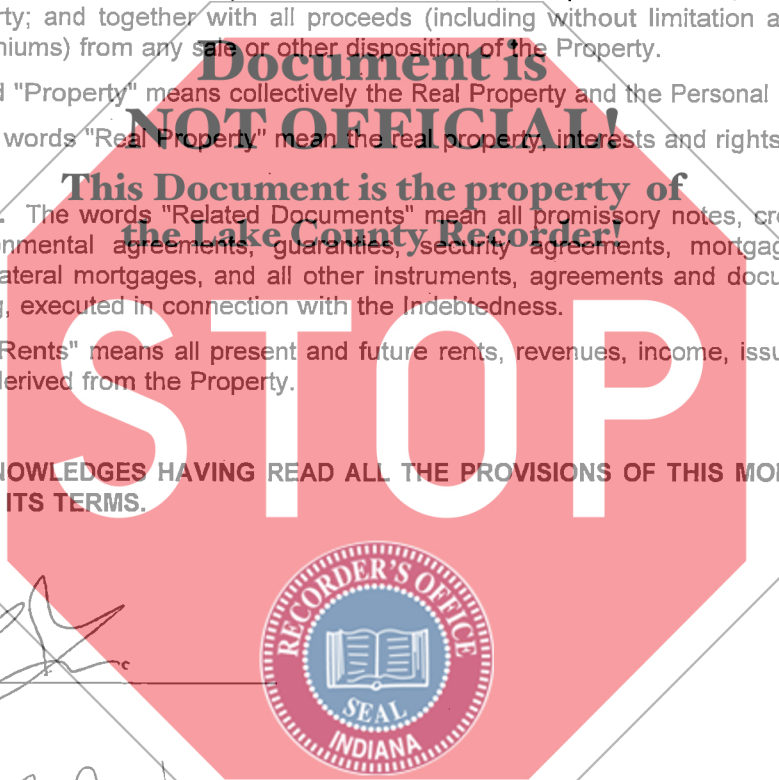 rty; and together with all proceeds (including without limitation a
niums) from any sale or other disposition of the Property.
Document is
d "Property" means collectively the Real Property and the Personal
NOT OFFICIAL!
words "Real Property" mean the real property, interests and rights
This Document is the property of
. The words "Related Documents" mean all promissory notes, cre
the Lake County Recorder!
onmental agreements, guaranties, security agreements, mortgag
ateral mortgages, and all other instruments, agreements and docu
g, executed in connection with the Indebtedness.
Rents" means all present and future rents, revenues, income, issu
derived from the Property.
STOP
NOWLEDGES HAVING READ ALL THE PROVISIONS OF THIS MOR
ITS TERMS.
RECORDER'S OFFICE
SEAL
INDIANA